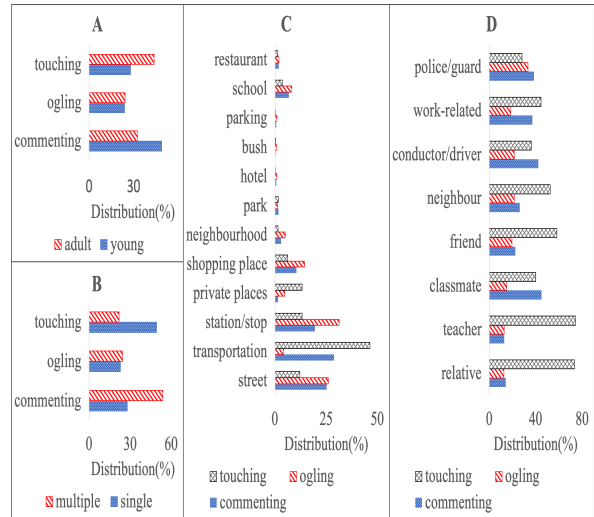 A
touching
ogling
commenting
0 30
Distribution(%)
adult young
B
touching
ogling
commenting
0 30 60
Distribution(%)
multiple single
C
restaurant
school
parking
bush
hotel
park
neighbourhood
shopping place
private places
station/stop
transportation
street
0 25 50
Distribution(%)
touching ogling
commenting
D
police/guard
work-related
conductor/driver
neighbour
friend
classmate
teacher
relative
0 40 80
Distribution(%)
touching ogling
commenting